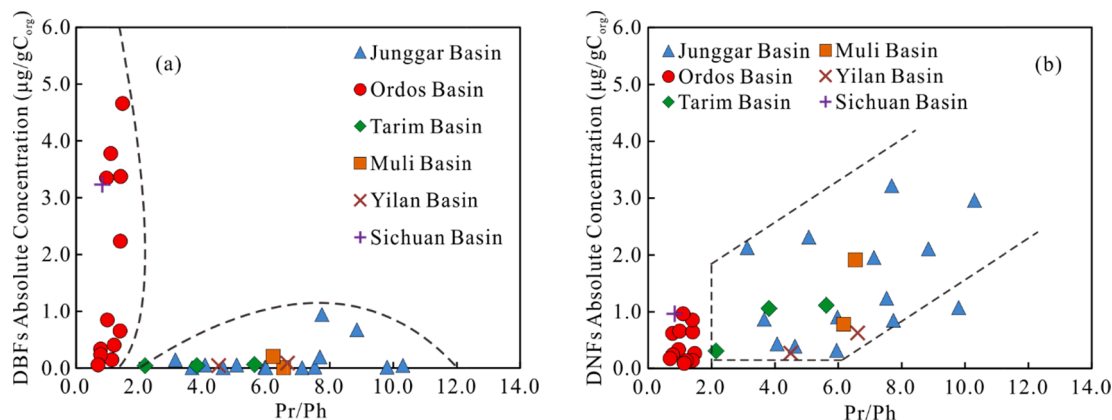 DBFs Absolute Concentration (μg/gCorg)
6.0
5.0
4.0
3.0
2.0
1.0
0.0
(a)
Junggar Basin
Ordos Basin
Tarim Basin
Muli Basin
Yilan Basin
Sichuan Basin
0.0 2.0 4.0 6.0 8.0 10.0 12.0 14.0
Pr/Ph
DNFs Absolute Concentration (μg/gCorg)
6.0
5.0
4.0
3.0
2.0
1.0
0.0
Junggar Basin Muli Basin
Ordos Basin Yilan Basin
Tarim Basin Sichuan Basin
(b)
0.0 2.0 4.0 6.0 8.0 10.0 12.0 14.0
Pr/Ph